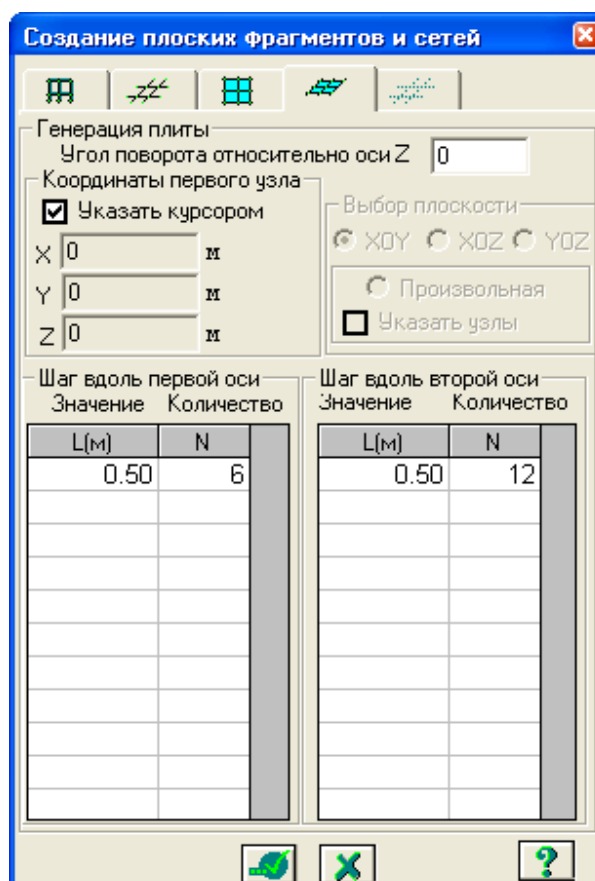 Создание плоских фрагментов и сетей
Генерация плиты
Угол поворота относительно оси Z 0
Координаты первого узла
Указать курсором
X 0 м
Y 0 м
Z 0 м
Выбор плоскости
XOY XOZ YOZ
Произвольная
Указать узлы
Шаг вдоль первой оси
Значение Количество
L(м) N
0.50 6
Шаг вдоль второй оси
Значение Количество
L(м) N
0.50 12
?